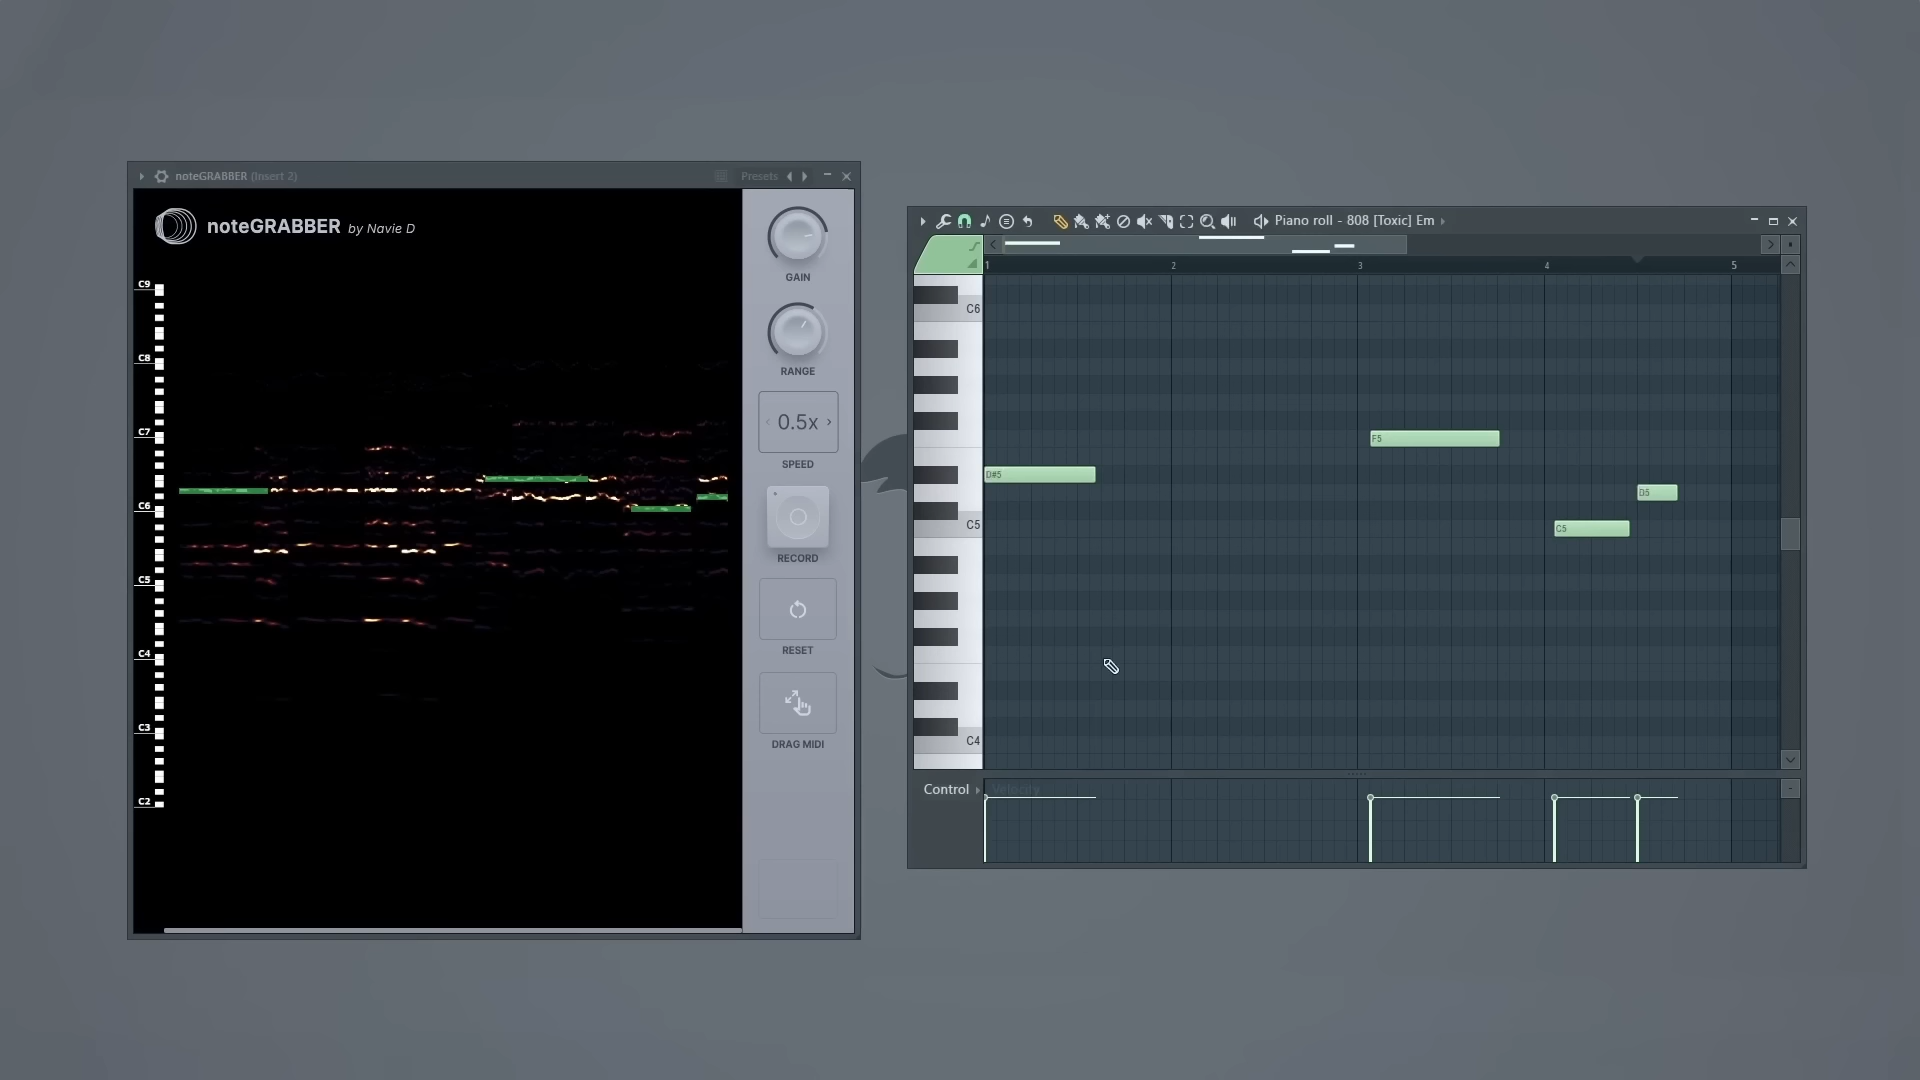 noteGRABBER (Insert 2)
Presets
noteGRABBER by Navie D
C9
C8
C7
C6
C5
C4
C3
C2
GAIN
RANGE
0.5x
SPEED
RECORD
RESET
DRAG MIDI
Piano roll - 808 [Toxic] Em
1
2
3
4
5
C6
C5
C4
F5
D#5
D5
C5
Control
Velocity